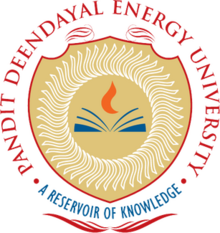 PANDIT DEENDAYAL ENERGY UNIVERSITY
• A RESERVOIR OF KNOWLEDGE •